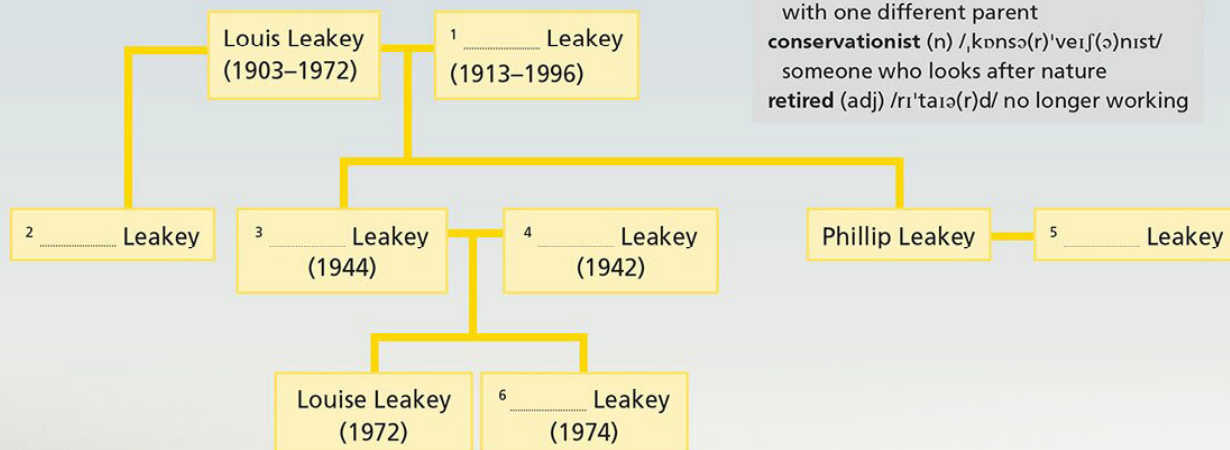 Louis Leakey
(1903–1972)
1 ............ Leakey
(1913–1996)
with one different parent
conservationist (n) /ˌkɒnsə(r)ˈveɪʃ(ə)nɪst/
someone who looks after nature
retired (adj) /rɪˈtaɪə(r)d/ no longer working
2 ............ Leakey
3 ............ Leakey
(1944)
4 ............ Leakey
(1942)
Phillip Leakey
5 ............ Leakey
Louise Leakey
(1972)
6 ............ Leakey
(1974)